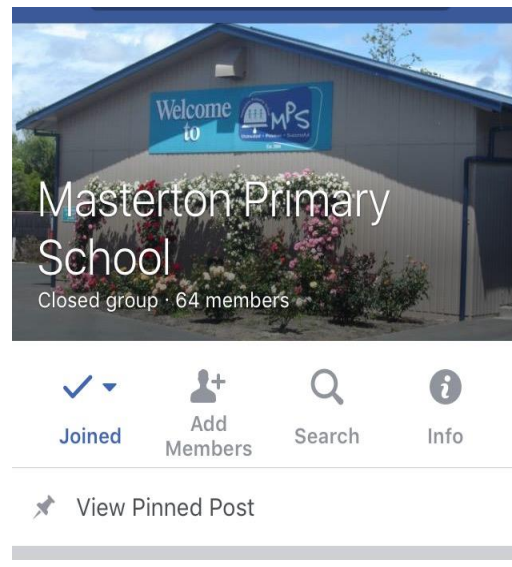 Welcome
to
MPS
Masterton Primary
School
Closed group · 64 members
Joined
Add
Members
Search
Info
View Pinned Post